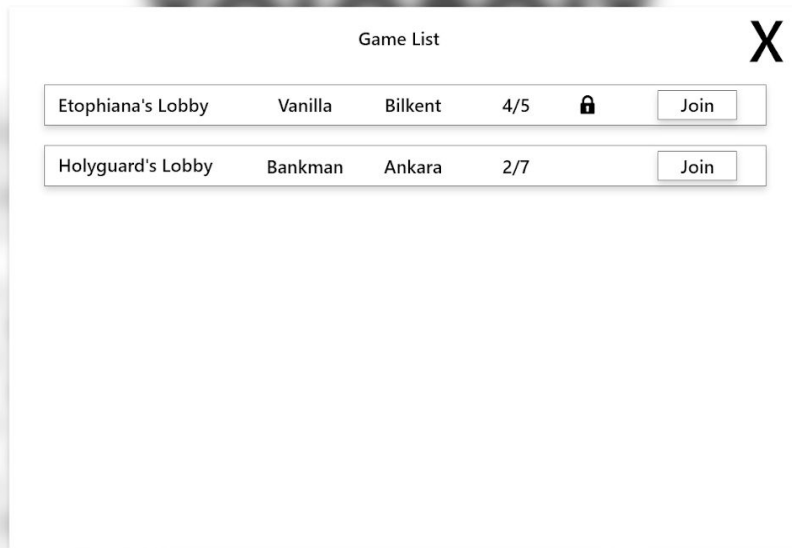 Game List
X
Etophiana's Lobby Vanilla Bilkent 4/5 Join
Holyguard's Lobby Bankman Ankara 2/7 Join